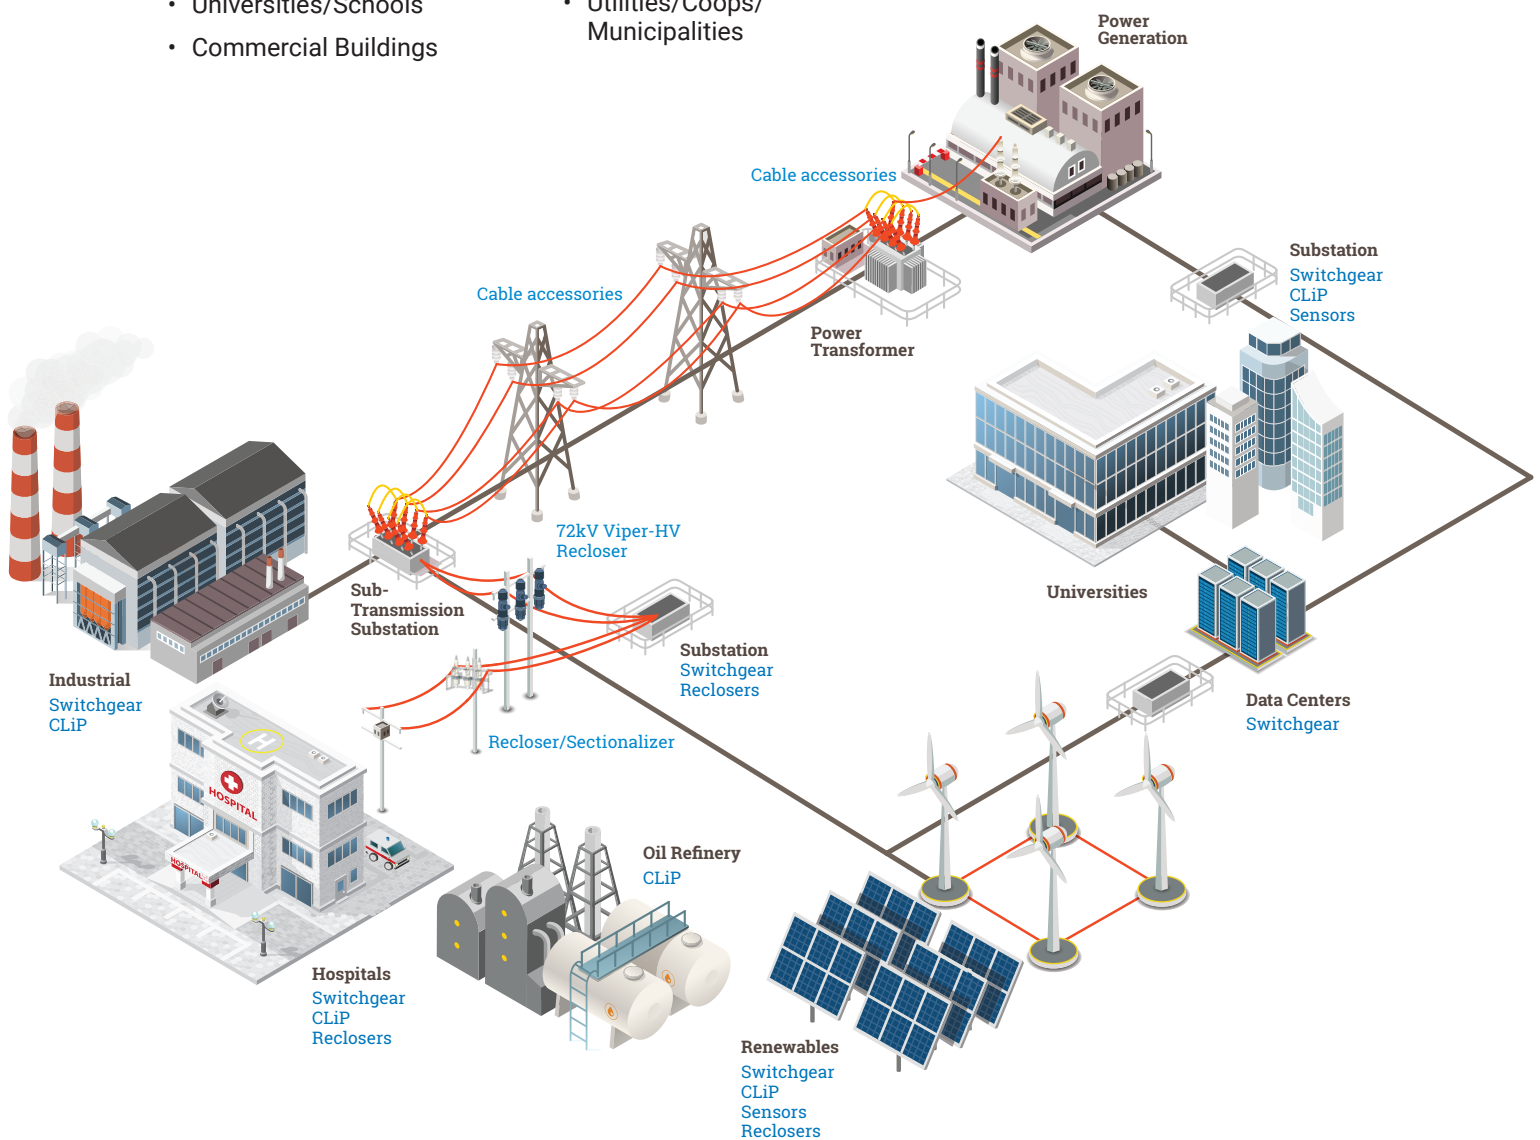 • Universities/Schools
• Commercial Buildings
• Utilities/Coops/
Municipalities
Power
Generation
Cable accessories
Substation
Switchgear
CLiP
Sensors
Cable accessories
Power
Transformer
72kV Viper-HV
Recloser
Sub-
Transmission
Substation
Universities
Substation
Switchgear
Reclosers
Industrial
Switchgear
CLiP
Data Centers
Switchgear
Recloser/Sectionalizer
H
HOSPITAL
HOSPITAL
Oil Refinery
CLiP
Hospitals
Switchgear
CLiP
Reclosers
Renewables
Switchgear
CLiP
Sensors
Reclosers